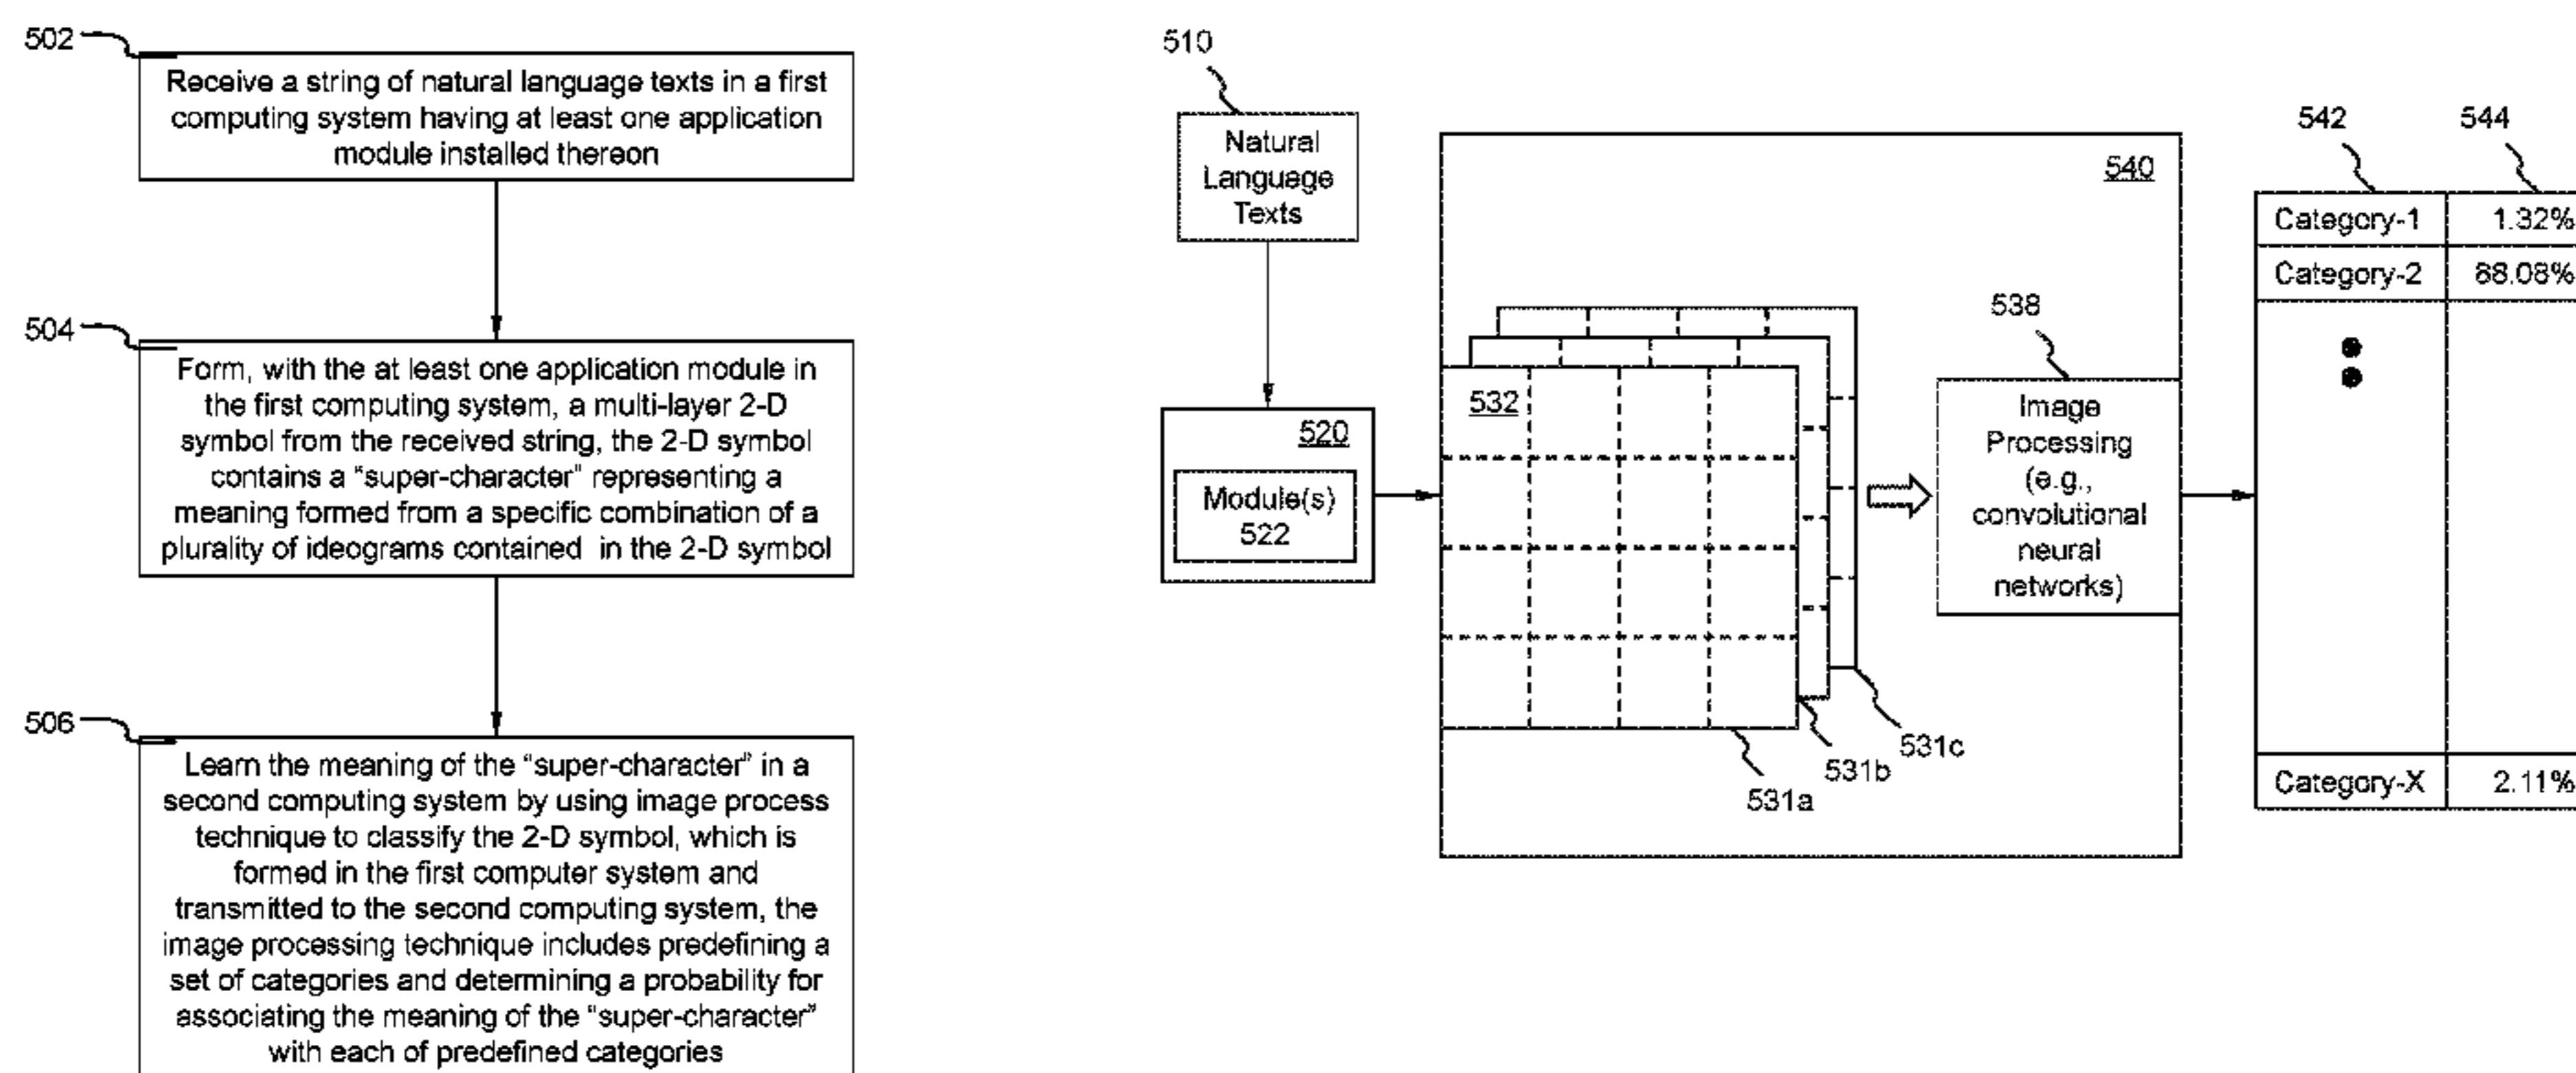 502
Receive a string of natural language texts in a first
computing system having at least one application
module installed thereon
504
Form, with the at least one application module in
the first computing system, a multi-layer 2-D
symbol from the received string, the 2-D symbol
contains a “super-character” representing a
meaning formed from a specific combination of a
plurality of ideograms contained in the 2-D symbol
506
Learn the meaning of the “super-character” in a
second computing system by using image process
technique to classify the 2-D symbol, which is
formed in the first computer system and
transmitted to the second computing system, the
image processing technique includes predefining a
set of categories and determining a probability for
associating the meaning of the “super-character”
with each of predefined categories
510
Natural
Language
Texts
520
Module(s)
522
540
532
538
Image
Processing
(e.g.,
convolutional
neural
networks)
531c
531b
531a
542 544
Category-1 1.32%
Category-2 88.08%
Category-X 2.11%